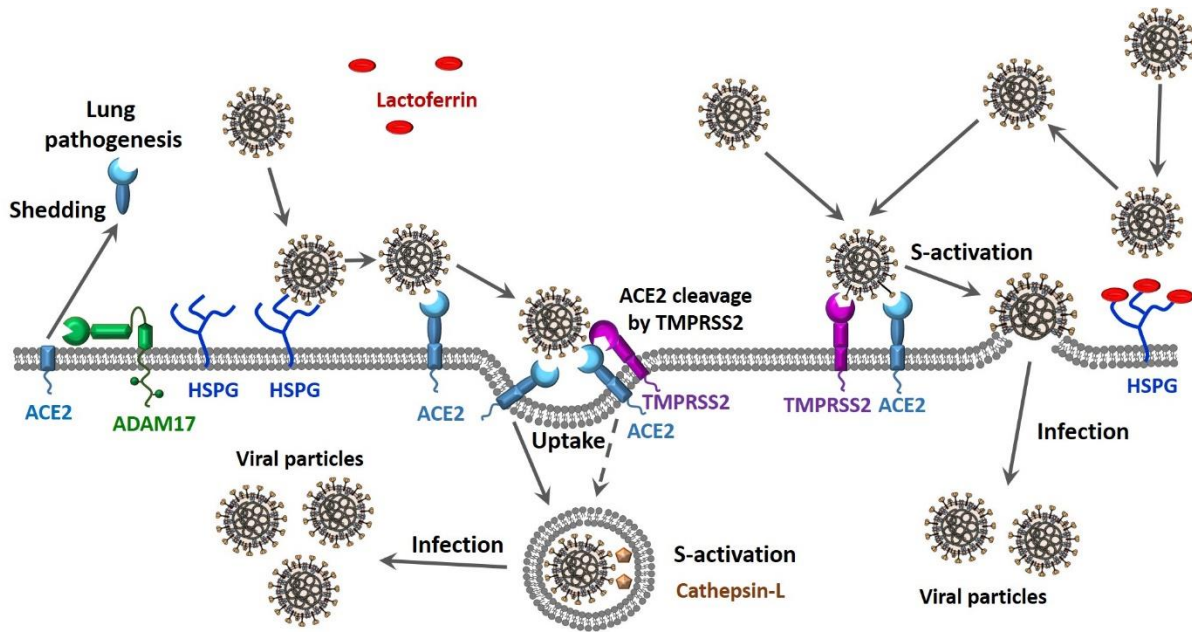 Lung
pathogenesis
Shedding
Lactoferrin
S-activation
ACE2 cleavage
by TMPRSS2
ACE2
ADAM17
HSPG
HSPG
ACE2
Uptake
TMPRSS2
ACE2
TMPRSS2
ACE2
HSPG
Infection
Viral particles
Infection
S-activation
Cathepsin-L
Viral particles